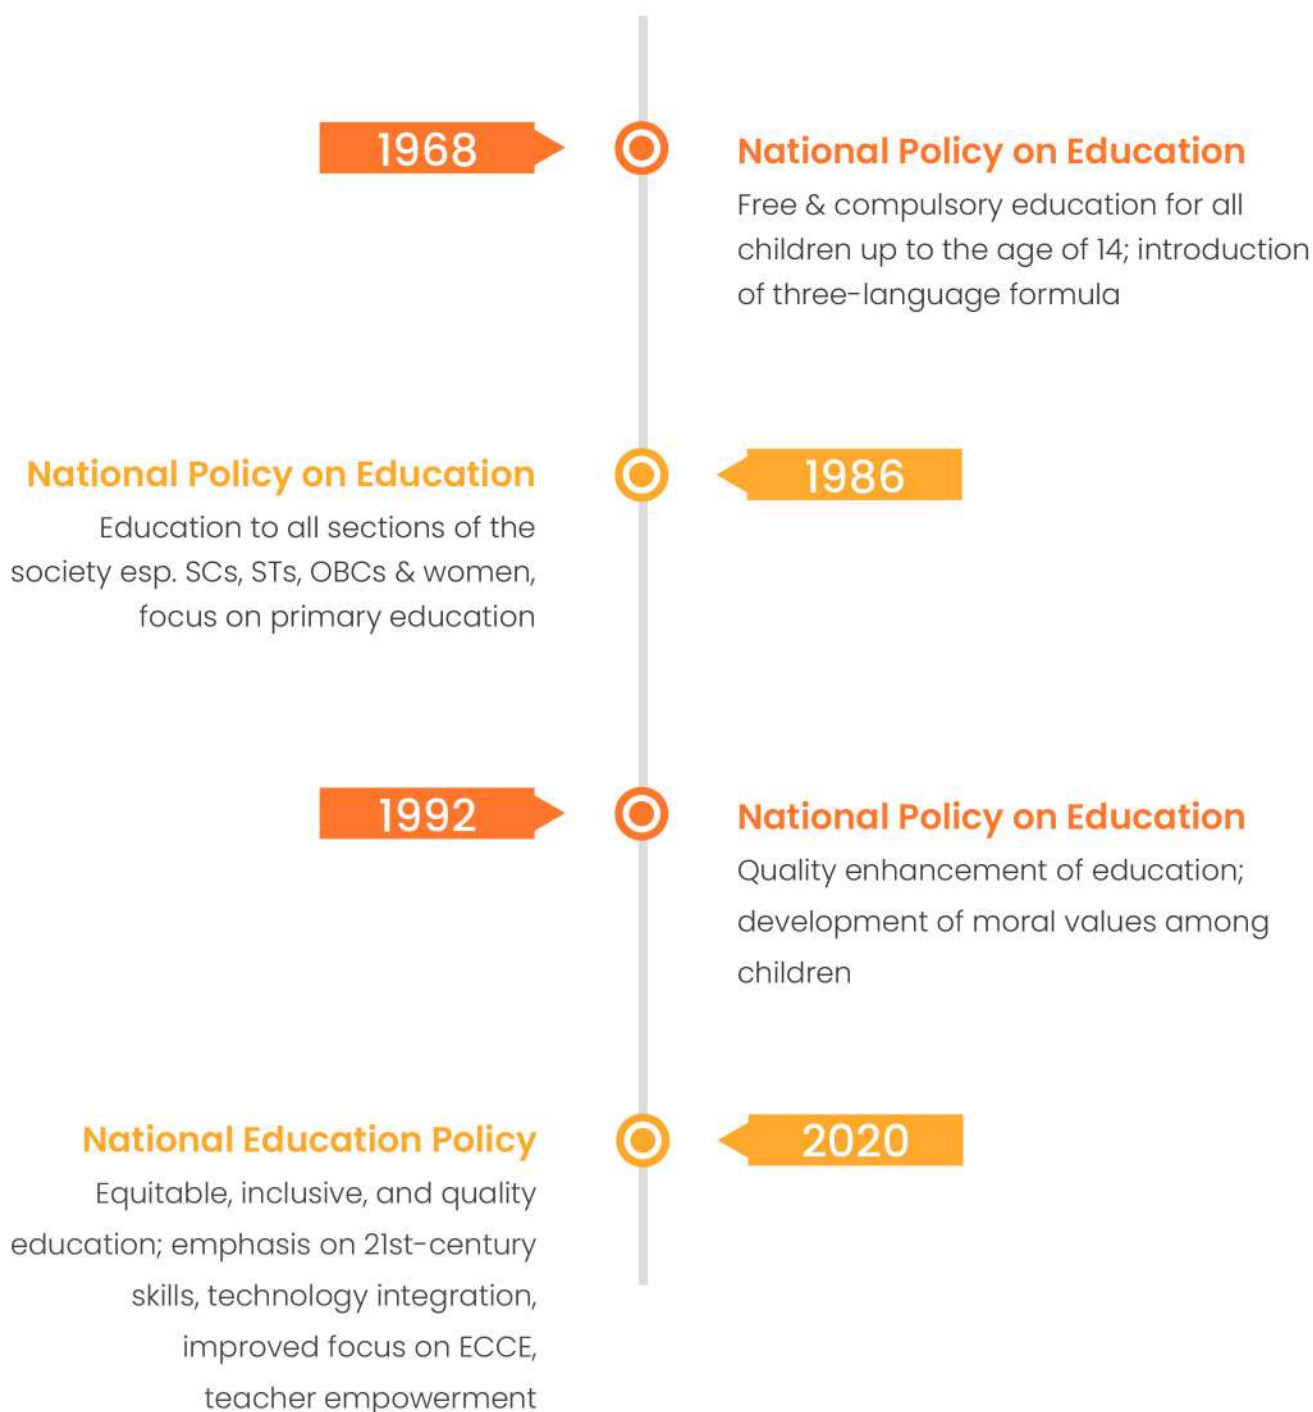 1968
National Policy on Education
Free & compulsory education for all
children up to the age of 14; introduction
of three-language formula
1986
National Policy on Education
Education to all sections of the
society esp. SCs, STs, OBCs & women,
focus on primary education
1992
National Policy on Education
Quality enhancement of education;
development of moral values among
children
2020
National Education Policy
Equitable, inclusive, and quality
education; emphasis on 21st-century
skills, technology integration,
improved focus on ECCE,
teacher empowerment